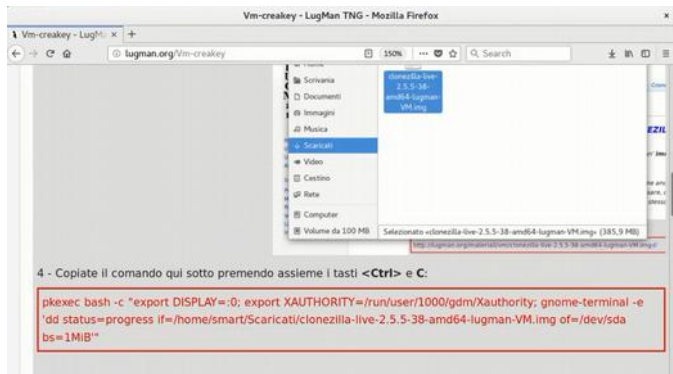 Vm-creakey - LugMan TNG - Mozilla Firefox
Vm-creakey - LugM
lugman.org/Vm-creakey
150%
Search
Scrivania
Documenti
Immagini
Musica
Scaricati
Video
Cestino
Rete
Computer
Volume da 100 MB
clonezilla-live-
2.5.5-38-
amd64-lugman-
VM.img
Selezionato «clonezilla-live-2.5.5-38-amd64-lugman-VM.img» (385,9 MB)
4 - Copiate il comando qui sotto premendo assieme i tasti <Ctrl> e C:
pkexec bash -c "export DISPLAY=:0; export XAUTHORITY=/run/user/1000/gdm/Xauthority; gnome-terminal -e
'dd status=progress if=/home/smart/Scaricati/clonezilla-live-2.5.5-38-amd64-lugman-VM.img of=/dev/sda
bs=1MiB'"